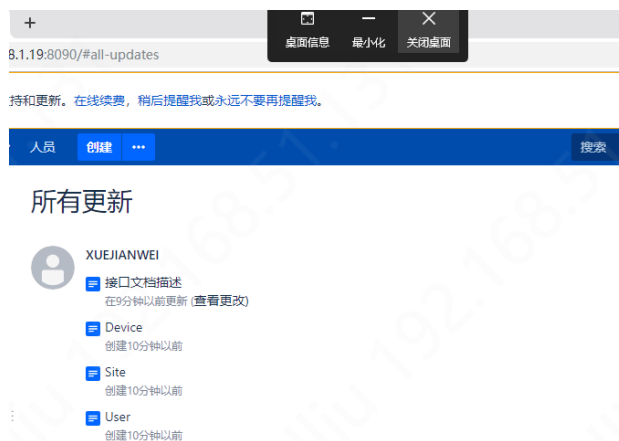 +
桌面信息 最小化 关闭桌面
8.1.19:8090/#all-updates
持和更新。在线续费，稍后提醒我或永远不要再提醒我。
人员 创建 ··· 搜索
所有更新
XUEJIANWEI
接口文档描述
在9分钟以前更新 (查看更改)
Device
创建10分钟以前
Site
创建10分钟以前
User
创建10分钟以前
192.168.51.13